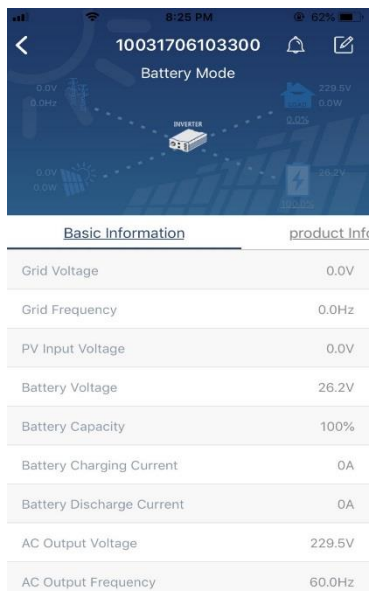 8:25 PM 62%
10031706103300
Battery Mode
0.0V
0.0Hz
229.5V
0.0W
0.0%
INVERTER
0.0V
0.0W
26.2V
100.0%
Basic Information product Info
Grid Voltage 0.0V
Grid Frequency 0.0Hz
PV Input Voltage 0.0V
Battery Voltage 26.2V
Battery Capacity 100%
Battery Charging Current 0A
Battery Discharge Current 0A
AC Output Voltage 229.5V
AC Output Frequency 60.0Hz